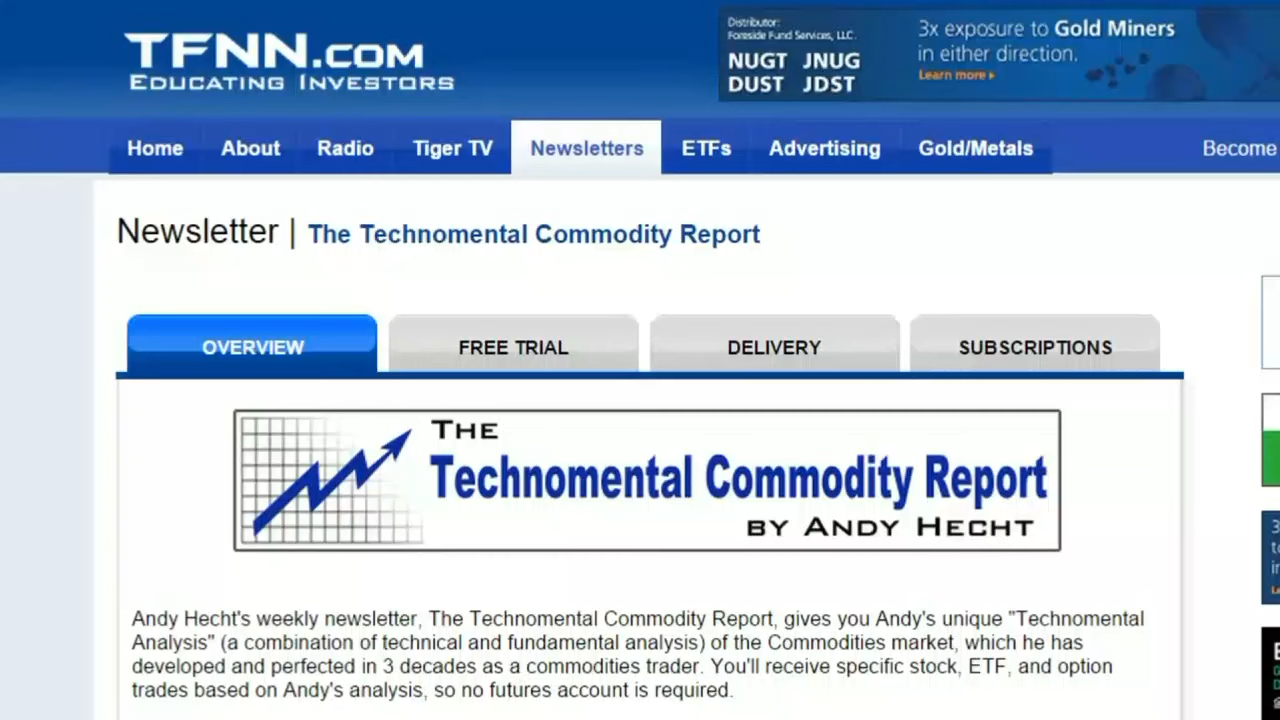 TFNN.COM
EDUCATING INVESTORS
Distributor:
Foreside Fund Services, LLC.
NUGT JNUG
DUST JDST
3x exposure to Gold Miners
in either direction.
Learn more
Home About Radio Tiger TV Newsletters ETFs Advertising Gold/Metals Become
Newsletter | The Technomental Commodity Report
OVERVIEW FREE TRIAL DELIVERY SUBSCRIPTIONS
THE
Technomental Commodity Report
BY ANDY HECHT
Andy Hecht's weekly newsletter, The Technomental Commodity Report, gives you Andy's unique "Technomental
Analysis" (a combination of technical and fundamental analysis) of the Commodities market, which he has
developed and perfected in 3 decades as a commodities trader. You'll receive specific stock, ETF, and option
trades based on Andy's analysis, so no futures account is required.